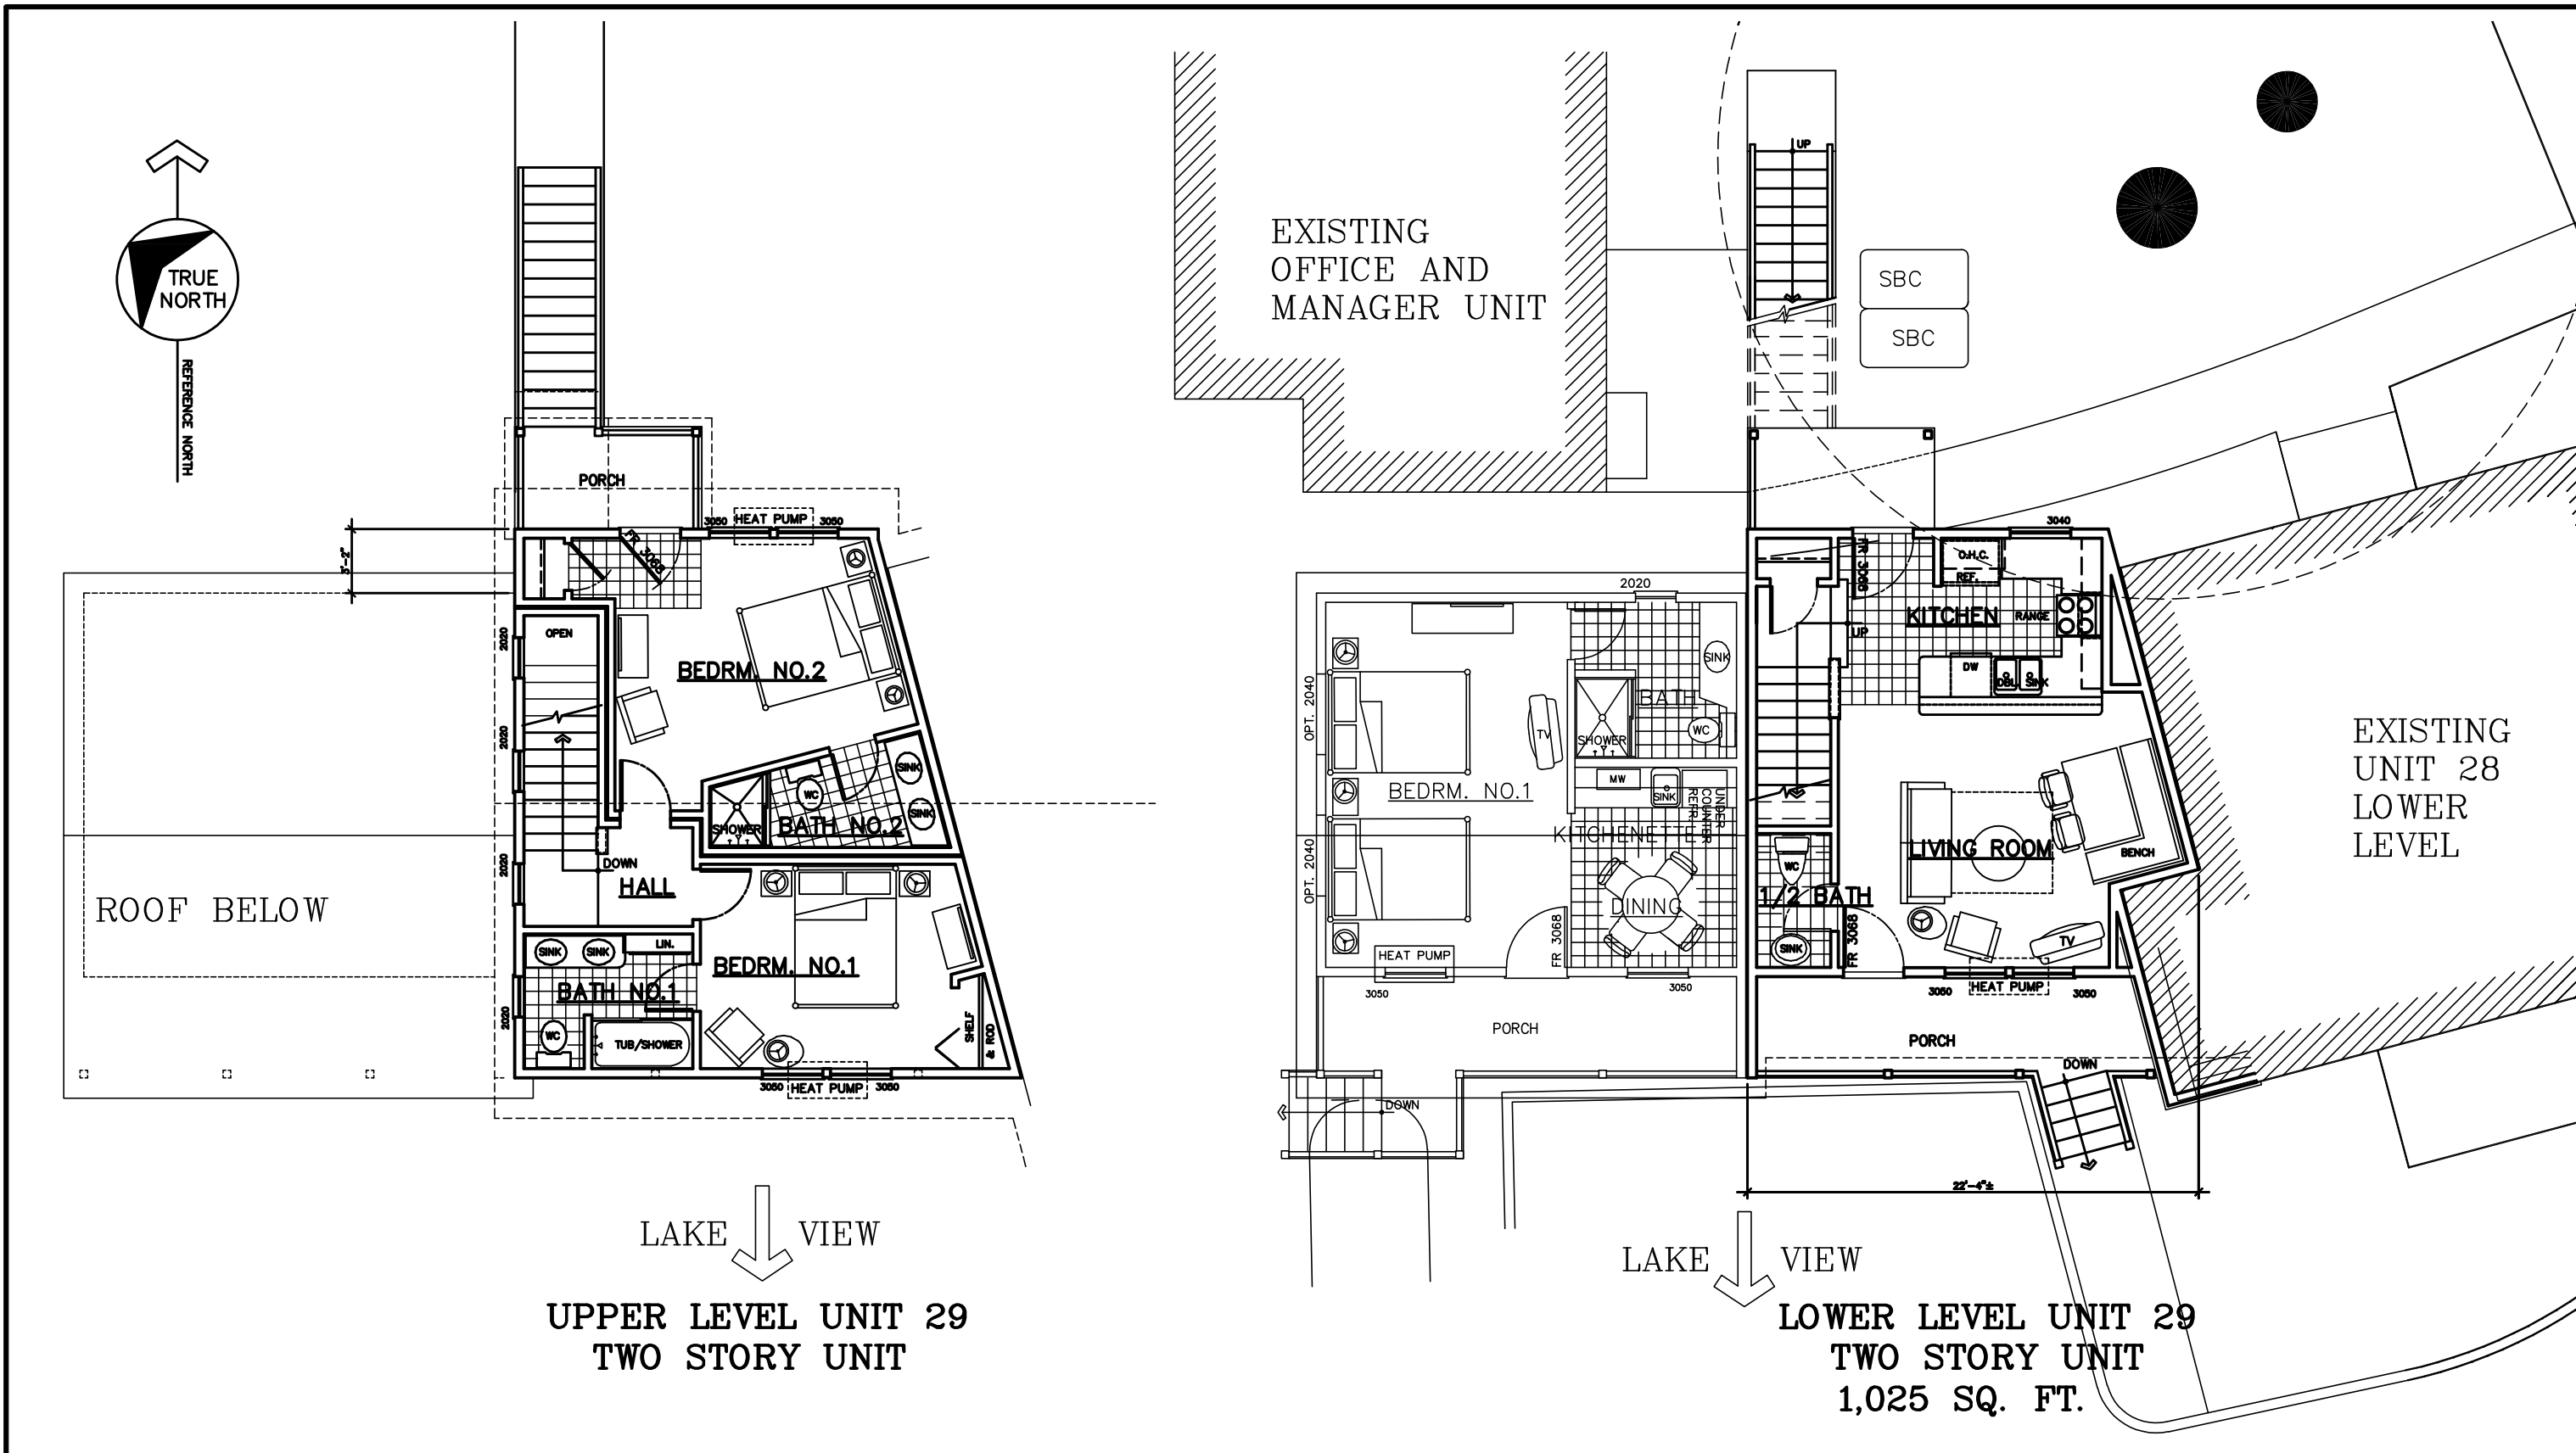 TRUE
NORTH
REFERENCE NORTH
3'-2"
ROOF BELOW
PORCH
3050
HEAT PUMP
3050
FR 3068
OPEN
2020
2020
2020
2020
BEDRM. NO.2
SINK
SINK
WC
SHOWER
BATH NO.2
DOWN
HALL
LIN.
SINK
SINK
BEDRM. NO.1
BATH NO.1
WC
TUB/SHOWER
SHELF
& ROD
3050
HEAT PUMP
3050
LAKE VIEW
UPPER LEVEL UNIT 29
TWO STORY UNIT
EXISTING
OFFICE AND
MANAGER UNIT
UP
SBC
SBC
2020
OPT. 2040
OPT. 2040
SINK
BATH
WC
SHOWER
TV
BEDRM. NO.1
MW
SINK
UNDER
COUNTER
REFR.
KITCHENETTE
DINING
FR 3068
HEAT PUMP
3050
3050
PORCH
DOWN
FR 3068
3040
O.H.C.
REF.
KITCHEN
RANGE
UP
DW
DBL. SINK
LIVING ROOM
BENCH
WC
1/2 BATH
SINK
FR 3068
TV
3050
HEAT PUMP
3050
PORCH
DOWN
22'-4"±
EXISTING
UNIT 28
LOWER
LEVEL
LAKE VIEW
LOWER LEVEL UNIT 29
TWO STORY UNIT
1,025 SQ. FT.